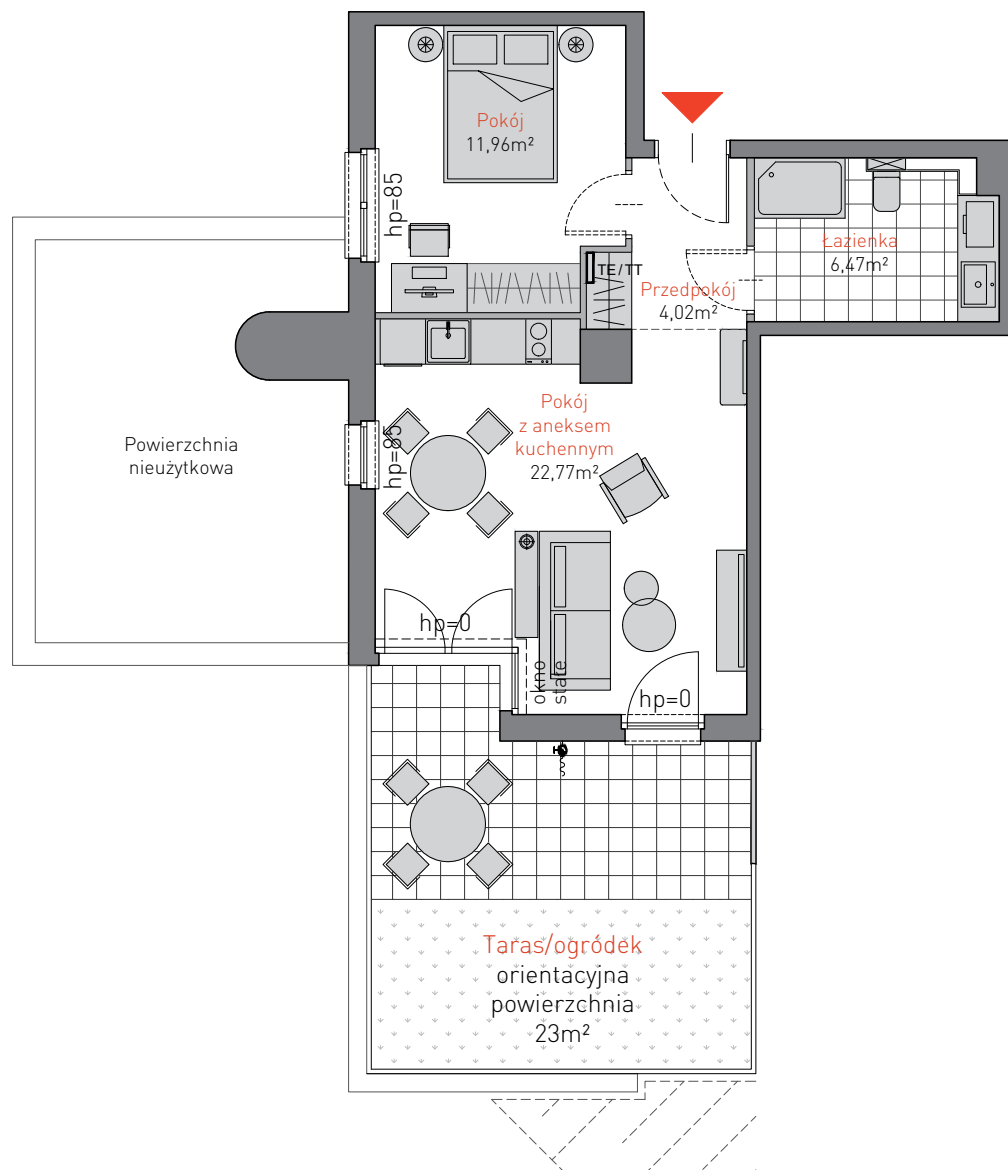 Pokój
11,96m²
hp=85
Łazienka
6,47m²
TE/TT
Przedpokój
4,02m²
Pokój
z aneksem
kuchennym
22,77m²
hp=85
Powierzchnia
nieużytkowa
hp=0
okno
stałe
hp=0
Taras/ogródek
orientacyjna
powierzchnia
23m²